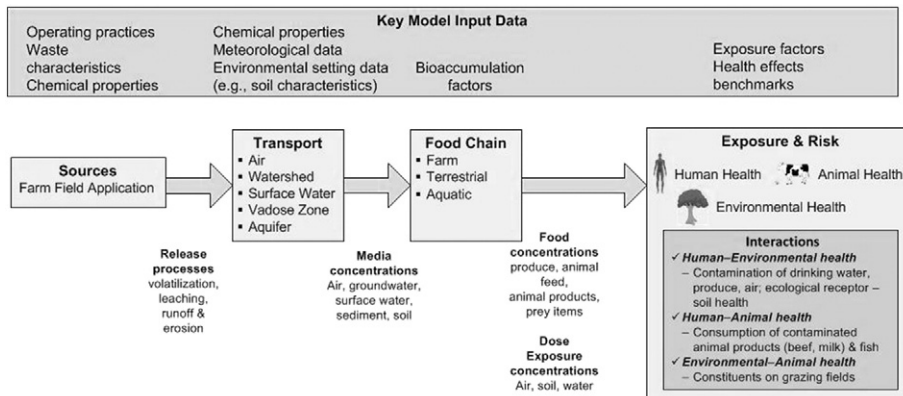 Key Model Input Data
Operating practices
Waste
characteristics
Chemical properties
Chemical properties
Meteorological data
Environmental setting data
(e.g., soil characteristics)
Bioaccumulation
factors
Exposure factors
Health effects
benchmarks
Sources
Farm Field Application
Release
processes
volatilization,
leaching,
runoff &
erosion
Transport
▪ Air
▪ Watershed
▪ Surface Water
▪ Vadose Zone
▪ Aquifer
Media
concentrations
Air, groundwater,
surface water,
sediment, soil
Food Chain
▪ Farm
▪ Terrestrial
▪ Aquatic
Food
concentrations
produce, animal
feed,
animal products,
prey items
Dose
Exposure
concentrations
Air, soil, water
Exposure & Risk
Human Health
Animal Health
Environmental Health
Interactions
✓ Human–Environmental health
– Contamination of drinking water,
produce, air; ecological receptor –
soil health
✓ Human–Animal health
– Consumption of contaminated
animal products (beef, milk) & fish
✓ Environmental–Animal health
– Constituents on grazing fields